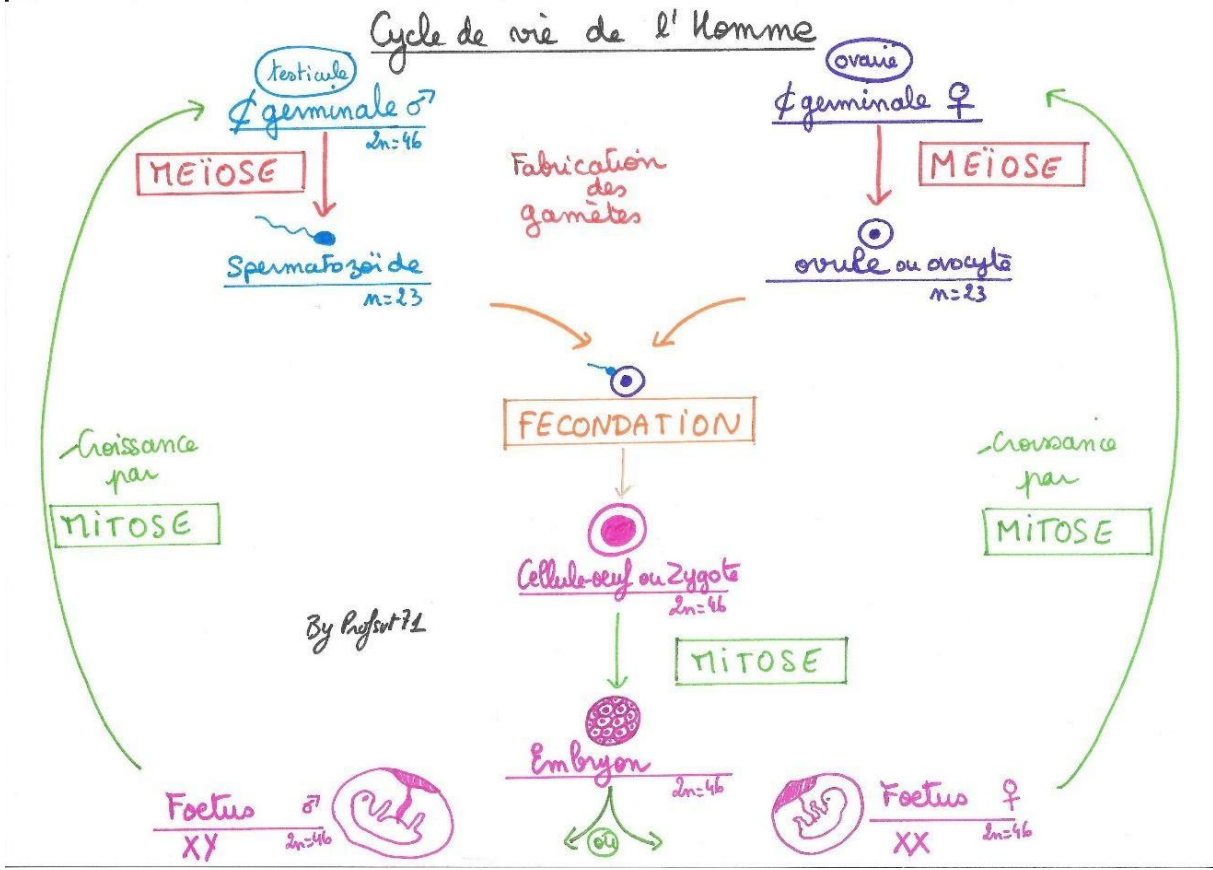 Cycle de vie de l'Homme
testicule
¢ germinale ♂
2n=46
MEÏOSE
Spermatozoïde
n=23
Fabrication
des
gamètes
ovaire
¢ germinale ♀
MEÏOSE
ovule ou ovocyte
n=23
FECONDATION
Cellule-oeuf ou Zygote
2n=46
MITOSE
Embryon
2n=46
ou
Croissance
par
MITOSE
Croissance
par
MITOSE
By Profsvt71
Foetus ♂
XY 2n=46
Foetus ♀
XX 2n=46